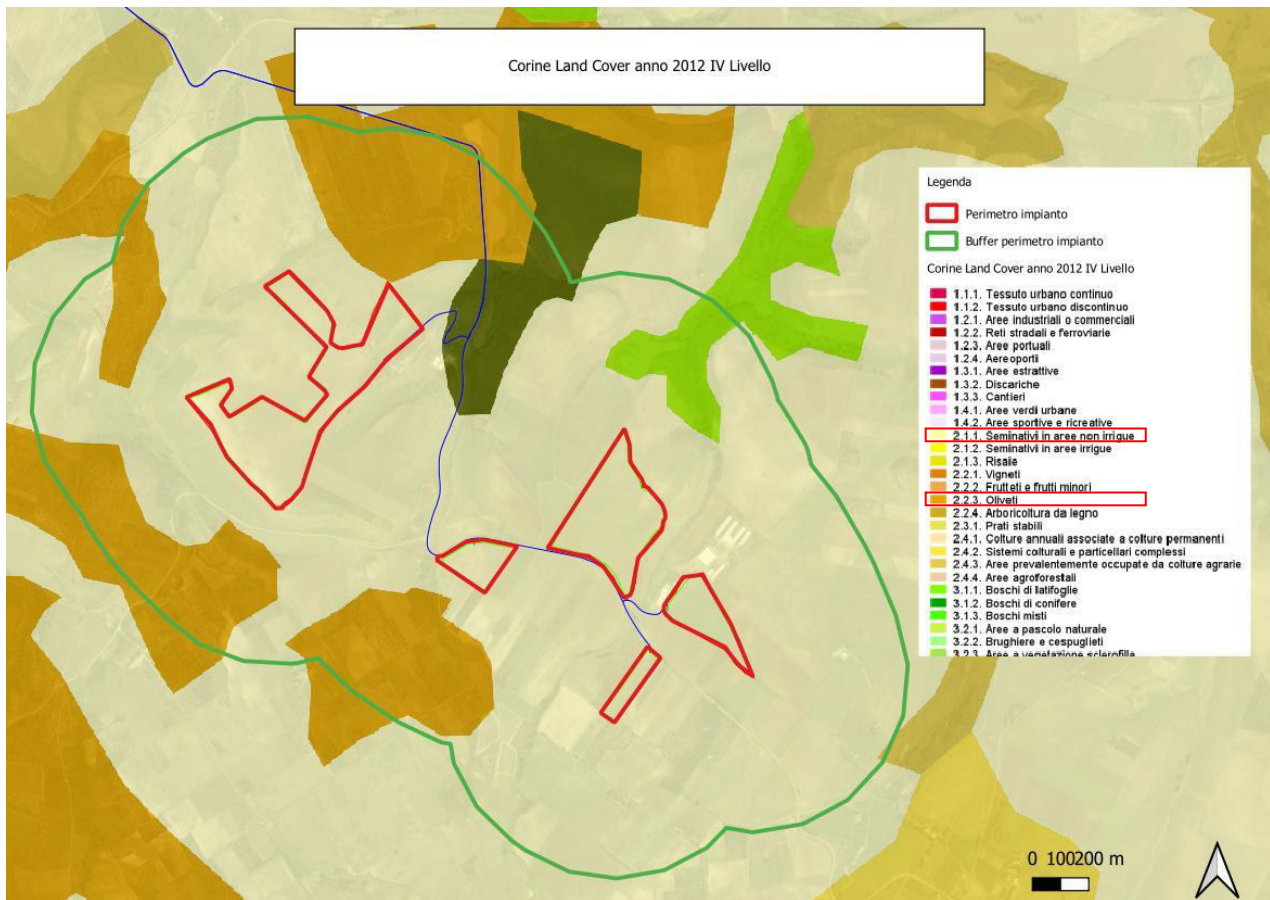 Corine Land Cover anno 2012 IV Livello
Legenda
Perimetro impianto
Buffer perimetro impianto
Corine Land Cover anno 2012 IV Livello
1.1.1. Tessuto urbano continuo
1.1.2. Tessuto urbano discontinuo
1.2.1. Aree industriali o commerciali
1.2.2. Reti stradali e ferroviarie
1.2.3. Aree portuali
1.2.4. Aereoporti
1.3.1. Aree estrattive
1.3.2. Discariche
1.3.3. Cantieri
1.4.1. Aree verdi urbane
1.4.2. Aree sportive e ricreative
2.1.1. Seminativi in aree non irrigue
2.1.2. Seminativi in aree irrigue
2.1.3. Risaie
2.2.1. Vigneti
2.2.2. Frutteti e frutti minori
2.2.3. Oliveti
2.2.4. Arboricoltura da legno
2.3.1. Prati stabili
2.4.1. Colture annuali associate a colture permanenti
2.4.2. Sistemi colturali e particellari complessi
2.4.3. Aree prevalentemente occupate da colture agrarie
2.4.4. Aree agroforestali
3.1.1. Boschi di latifoglie
3.1.2. Boschi di conifere
3.1.3. Boschi misti
3.2.1. Aree a pascolo naturale
3.2.2. Brughiere e cespuglieti
3.2.3. Aree a vegetazione sclerofilla
0 100200 m